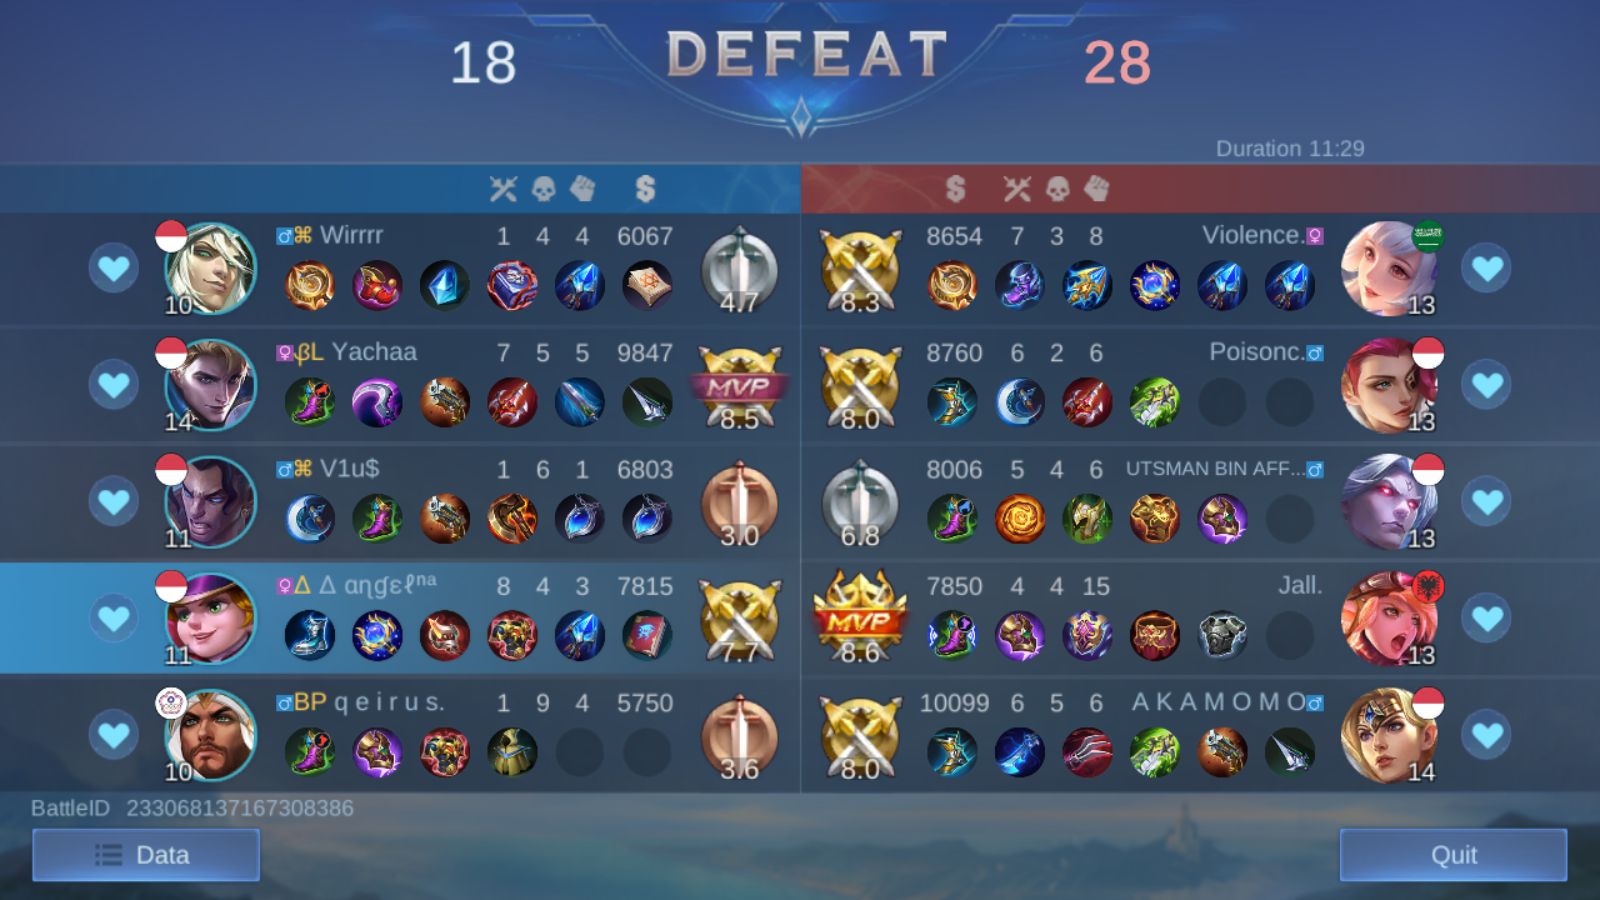 18 DEFEAT 28
Duration 11:29
Wirrrr 1 4 4 6067
10 4.7
8654 7 3 8 Violence.
8.3 13
βL Yachaa 7 5 5 9847
14 MVP 8.5
8760 6 2 6 Poisonc.
8.0 13
V1u$ 1 6 1 6803
11 3.0
8006 5 4 6 UTSMAN BIN AFF...
6.8 13
Δ Δ αɳɠɛℓⁿᵃ 8 4 3 7815
11 7.7
7850 4 4 15 Jall.
MVP 8.6 13
BP q e i r u s. 1 9 4 5750
10 3.6
10099 6 5 6 A K A M O M O
8.0 14
BattleID 233068137167308386
Data Quit